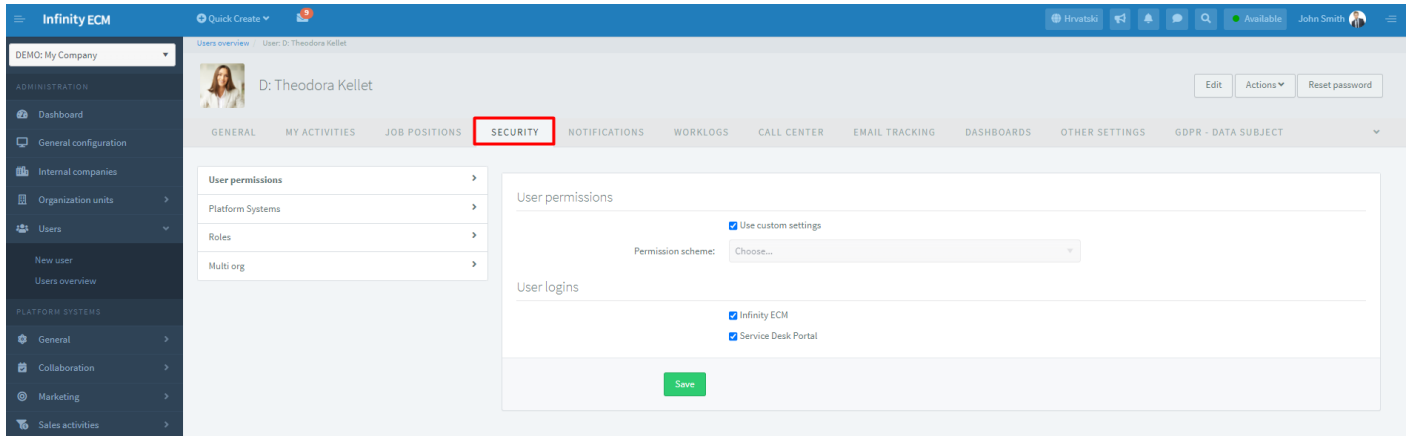 Infinity ECM
Quick Create
9
Hrvatski
Available
John Smith
DEMO: My Company
Users overview / User: D: Theodora Kellet
D: Theodora Kellet
Edit
Actions
Reset password
GENERAL MY ACTIVITIES JOB POSITIONS SECURITY NOTIFICATIONS WORKLOGS CALL CENTER EMAIL TRACKING DASHBOARDS OTHER SETTINGS GDPR - DATA SUBJECT
ADMINISTRATION
Dashboard
General configuration
Internal companies
Organization units
Users
New user
Users overview
PLATFORM SYSTEMS
General
Collaboration
Marketing
Sales activities
User permissions
Platform Systems
Roles
Multi org
User permissions
Use custom settings
Permission scheme: Choose...
User logins
Infinity ECM
Service Desk Portal
Save